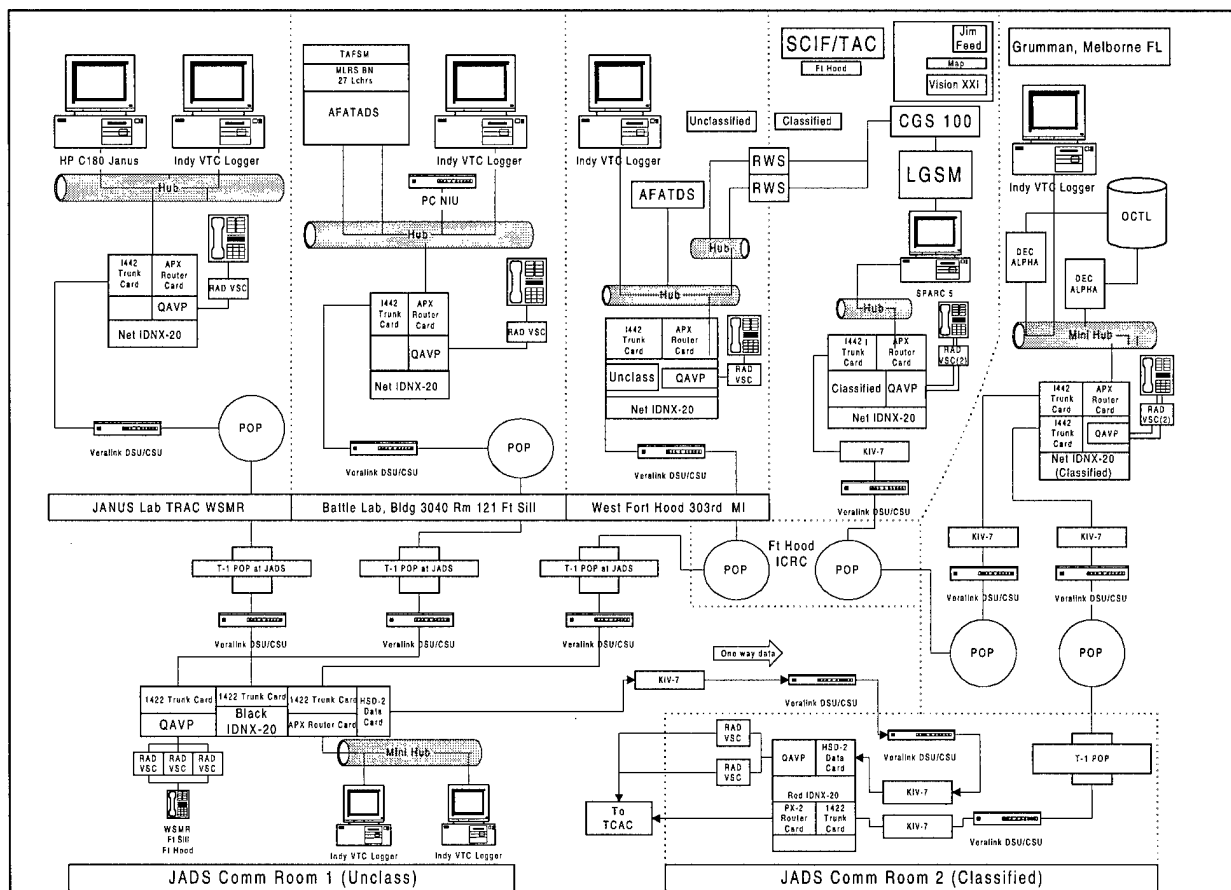 HP C180 Janus
Indy VTC Logger
Hub
1442
Trunk
Card
APX
Router
Card
QAVP
Net IDNX-20
RAD VSC
Veralink DSU/CSU
POP
JANUS Lab TRAC WSMR
TAFSM
MLRS BN
27 Lchrs
AFATADS
Indy VTC Logger
PC NIU
Hub
1442
Trunk
Card
APX
Router
Card
QAVP
Net IDNX-20
RAD VSC
Veralink DSU/CSU
POP
Battle Lab, Bldg 3040 Rm 121 Ft Sill
Indy VTC Logger
Unclassified
AFATDS
Hub
Hub
1442
Trunk
Card
APX
Router
Card
Unclass
QAVP
Net IDNX-20
RAD
VSC
Veralink DSU/CSU
West Fort Hood 303rd MI
SCIF/TAC
Ft Hood
Classified
RWS
RWS
Jim
Feed
Map
Vision XXI
CGS 100
LGSM
SPARC 5
Hub
1442
Trunk
Card
APX
Router
Card
Classified
QAVP
Net IDNX-20
RAD
VSC(2)
KIV-7
Veralink DSU/CSU
Ft Hood
ICRC
POP
POP
Grumman, Melborne FL
Indy VTC Logger
OCTL
DEC
ALPHA
DEC
ALPHA
Mini Hub
1442
Trunk
Card
APX
Router
Card
1442
Trunk
Card
QAVP
Net IDNX-20
(Classified)
RAD
VSC(2)
KIV-7
KIV-7
Veralink DSU/CSU
Veralink DSU/CSU
POP
POP
T-1 POP at JADS
T-1 POP at JADS
T-1 POP at JADS
Veralink DSU/CSU
Veralink DSU/CSU
Veralink DSU/CSU
1422 Trunk Card
1422 Trunk Card
1422 Trunk Card
HSD-2
Data
Card
QAVP
Black
IDNX-20
APX Router Card
RAD
VSC
RAD
VSC
RAD
VSC
WSMR
Ft Sill
Ft Hood
Mini Hub
Indy VTC Logger
Indy VTC Logger
JADS Comm Room 1 (Unclass)
One way data
KIV-7
Veralink DSU/CSU
Veralink DSU/CSU
KIV-7
RAD
VSC
RAD
VSC
To
TCAC
QAVP
HSD-2
Data
Card
Red IDNX-20
PX-2
Router
Card
1422
Trunk
Card
KIV-7
Veralink DSU/CSU
T-1 POP
JADS Comm Room 2 (Classified)